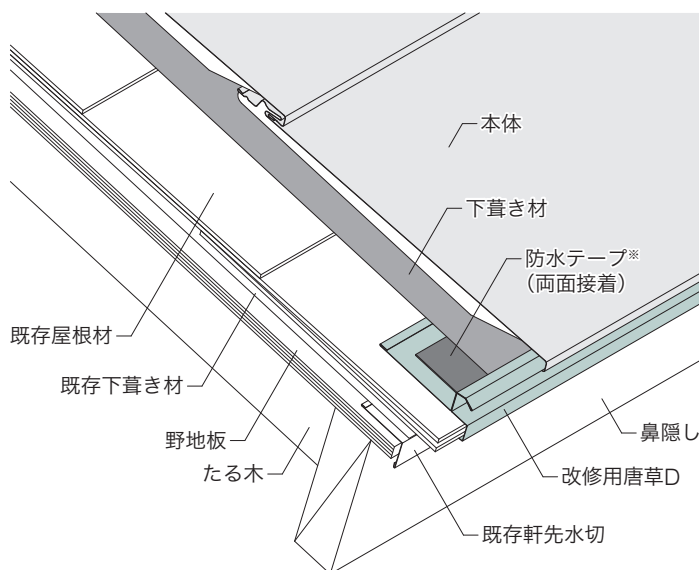 本体
下葺き材
防水テープ※
（両面接着）
既存屋根材
既存下葺き材
野地板
たる木
鼻隠し
改修用唐草D
既存軒先水切